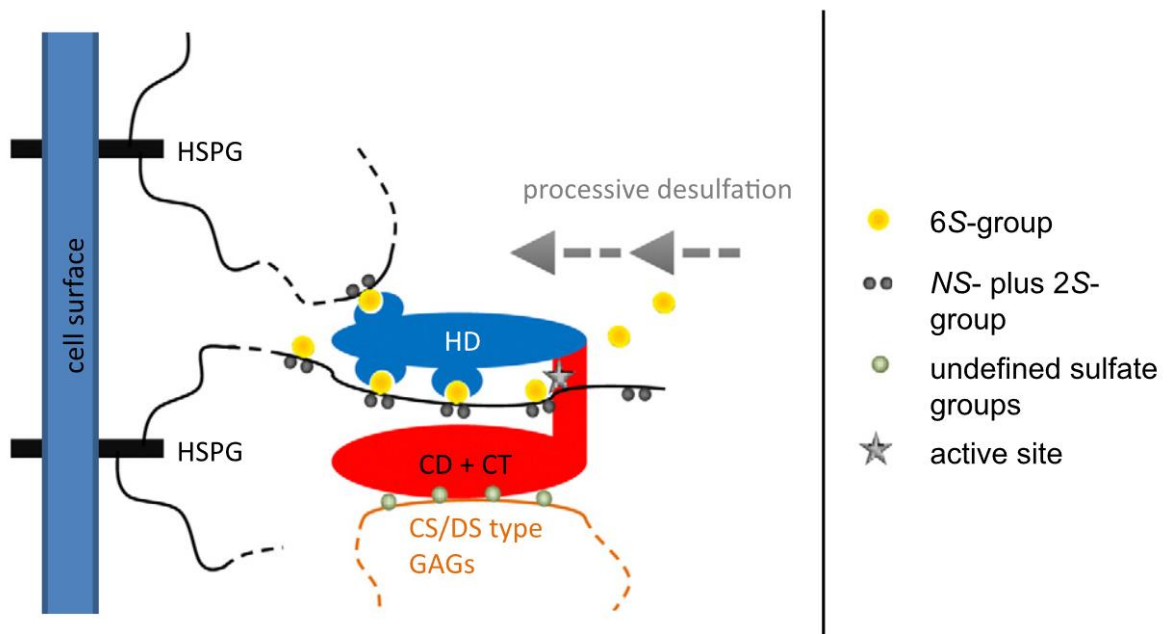 cell surface
HSPG
processive desulfation
HD
HSPG
CD + CT
CS/DS type
GAGs
6S-group
NS- plus 2S-
group
undefined sulfate
groups
active site